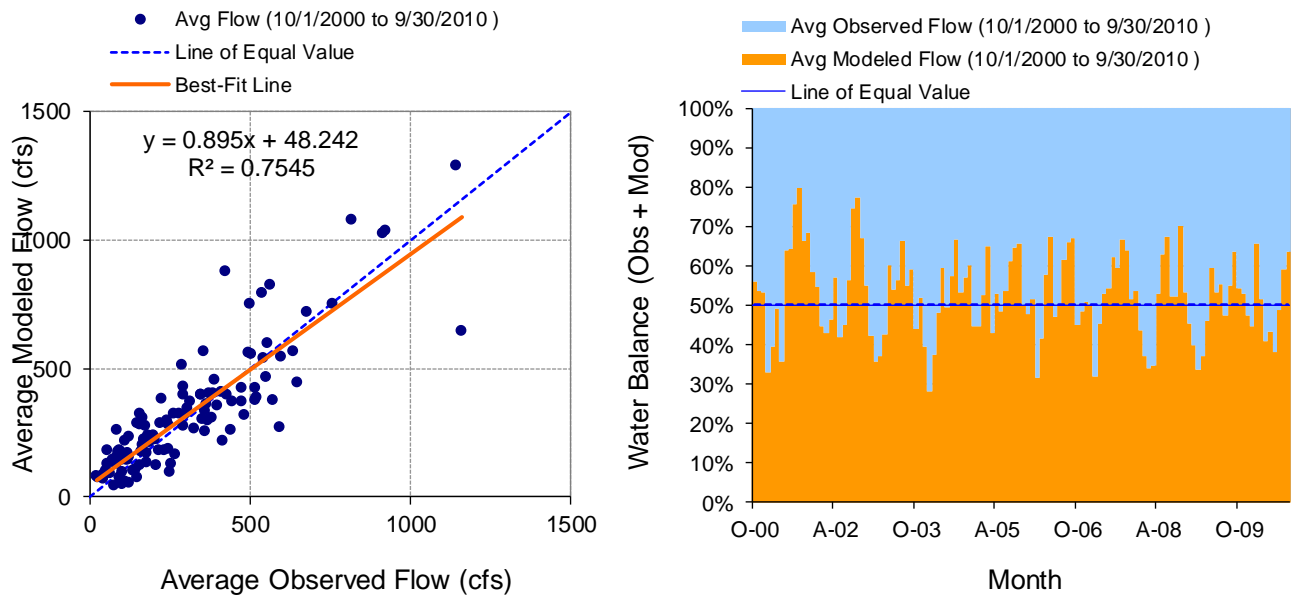 Avg Flow (10/1/2000 to 9/30/2010 )
Line of Equal Value
Best-Fit Line
y = 0.895x + 48.242
R² = 0.7545
Average Modeled Flow (cfs)
1500
1000
500
0
0 500 1000 1500
Average Observed Flow (cfs)
Avg Observed Flow (10/1/2000 to 9/30/2010 )
Avg Modeled Flow (10/1/2000 to 9/30/2010 )
Line of Equal Value
Water Balance (Obs + Mod)
100%
90%
80%
70%
60%
50%
40%
30%
20%
10%
0%
O-00 A-02 O-03 A-05 O-06 A-08 O-09
Month